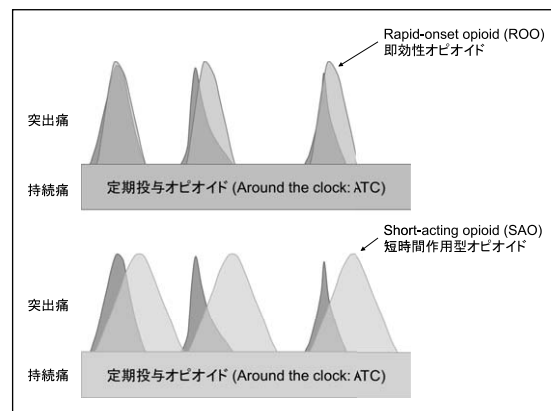 Rapid-onset opioid (ROO)
即効性オピオイド
突出痛
持続痛
定期投与オピオイド (Around the clock: ATC)
Short-acting opioid (SAO)
短時間作用型オピオイド
突出痛
持続痛
定期投与オピオイド (Around the clock: ATC)